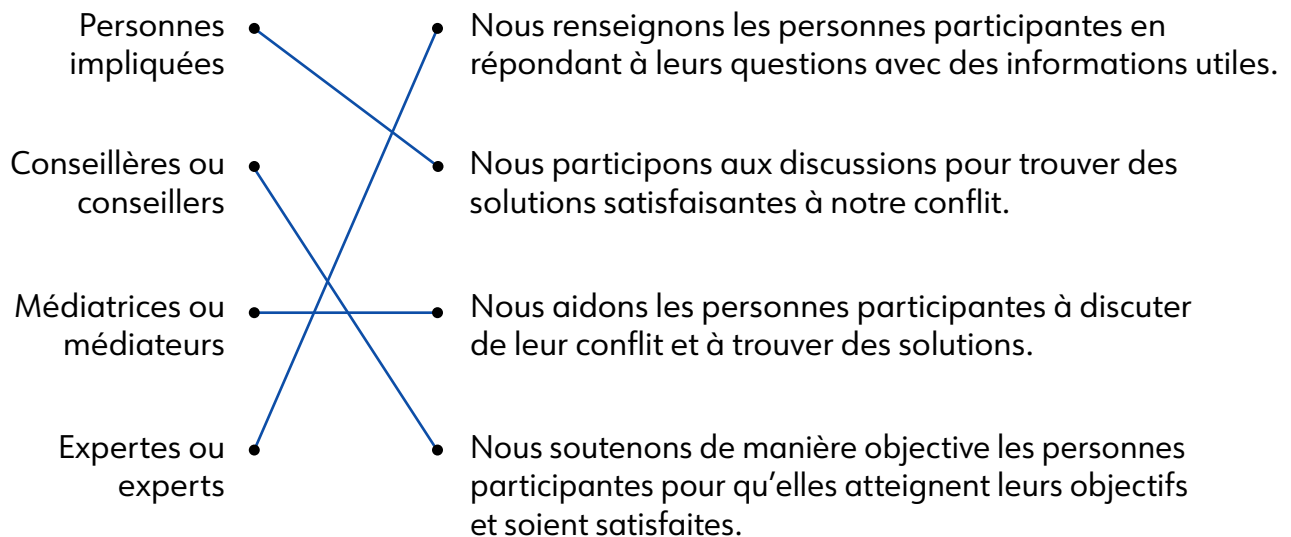 Personnes
impliquées
Nous renseignons les personnes participantes en
répondant à leurs questions avec des informations utiles.
Conseillères ou
conseillers
Nous participons aux discussions pour trouver des
solutions satisfaisantes à notre conflit.
Médiatrices ou
médiateurs
Nous aidons les personnes participantes à discuter
de leur conflit et à trouver des solutions.
Expertes ou
experts
Nous soutenons de manière objective les personnes
participantes pour qu’elles atteignent leurs objectifs
et soient satisfaites.